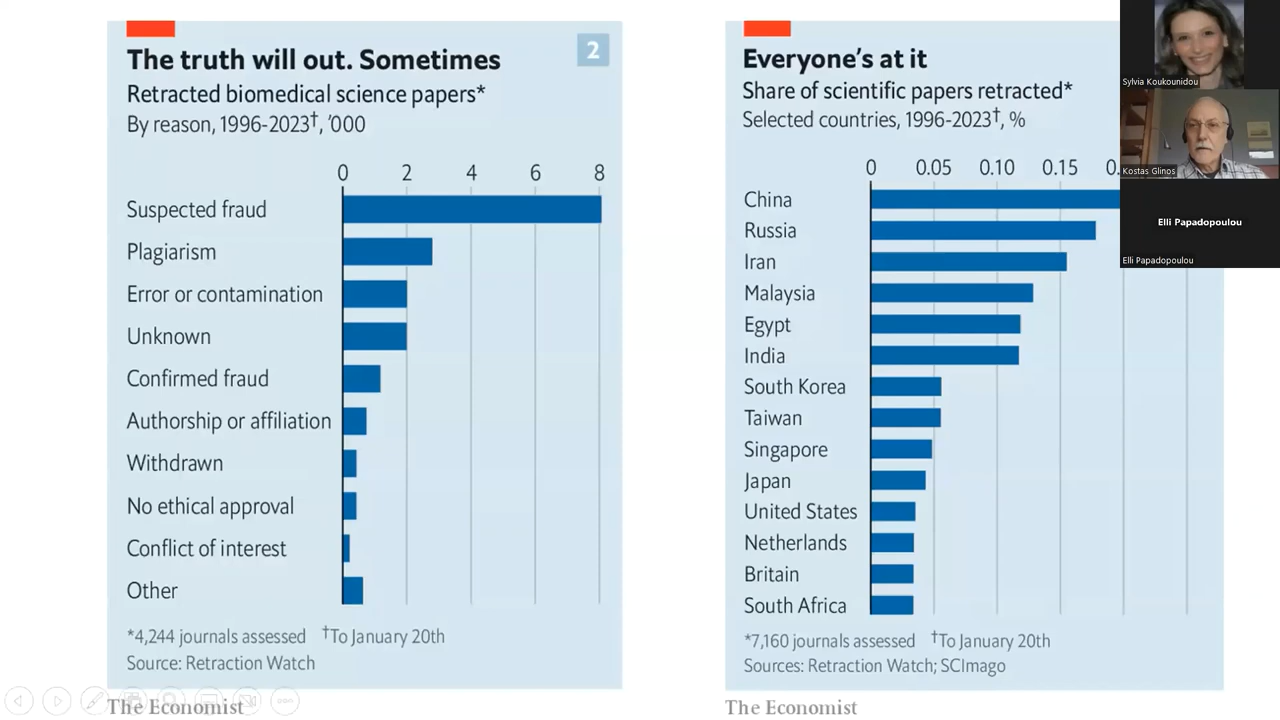 The truth will out. Sometimes
2
Retracted biomedical science papers*
By reason, 1996-2023†, '000
0 2 4 6 8
Suspected fraud
Plagiarism
Error or contamination
Unknown
Confirmed fraud
Authorship or affiliation
Withdrawn
No ethical approval
Conflict of interest
Other
*4,244 journals assessed †To January 20th
Source: Retraction Watch
The Economist
Everyone's at it
Share of scientific papers retracted*
Selected countries, 1996-2023†, %
0 0.05 0.10 0.15
China
Russia
Iran
Malaysia
Egypt
India
South Korea
Taiwan
Singapore
Japan
United States
Netherlands
Britain
South Africa
*7,160 journals assessed †To January 20th
Sources: Retraction Watch; SCImago
The Economist
Sylvia Koukounidou
Kostas Glinos
Elli Papadopoulou
Elli Papadopoulou